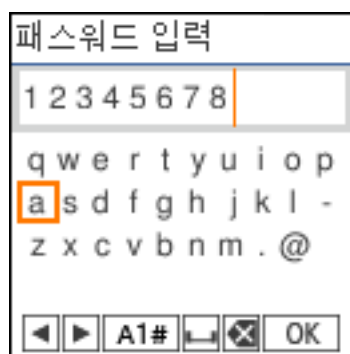 패스워드 입력
12345678
q w e r t y u i o p
a s d f g h j k l -
z x c v b n m . @
A1# OK